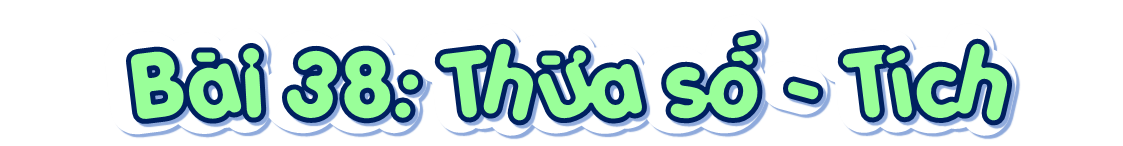 Bài 38: Thừa số - Tích